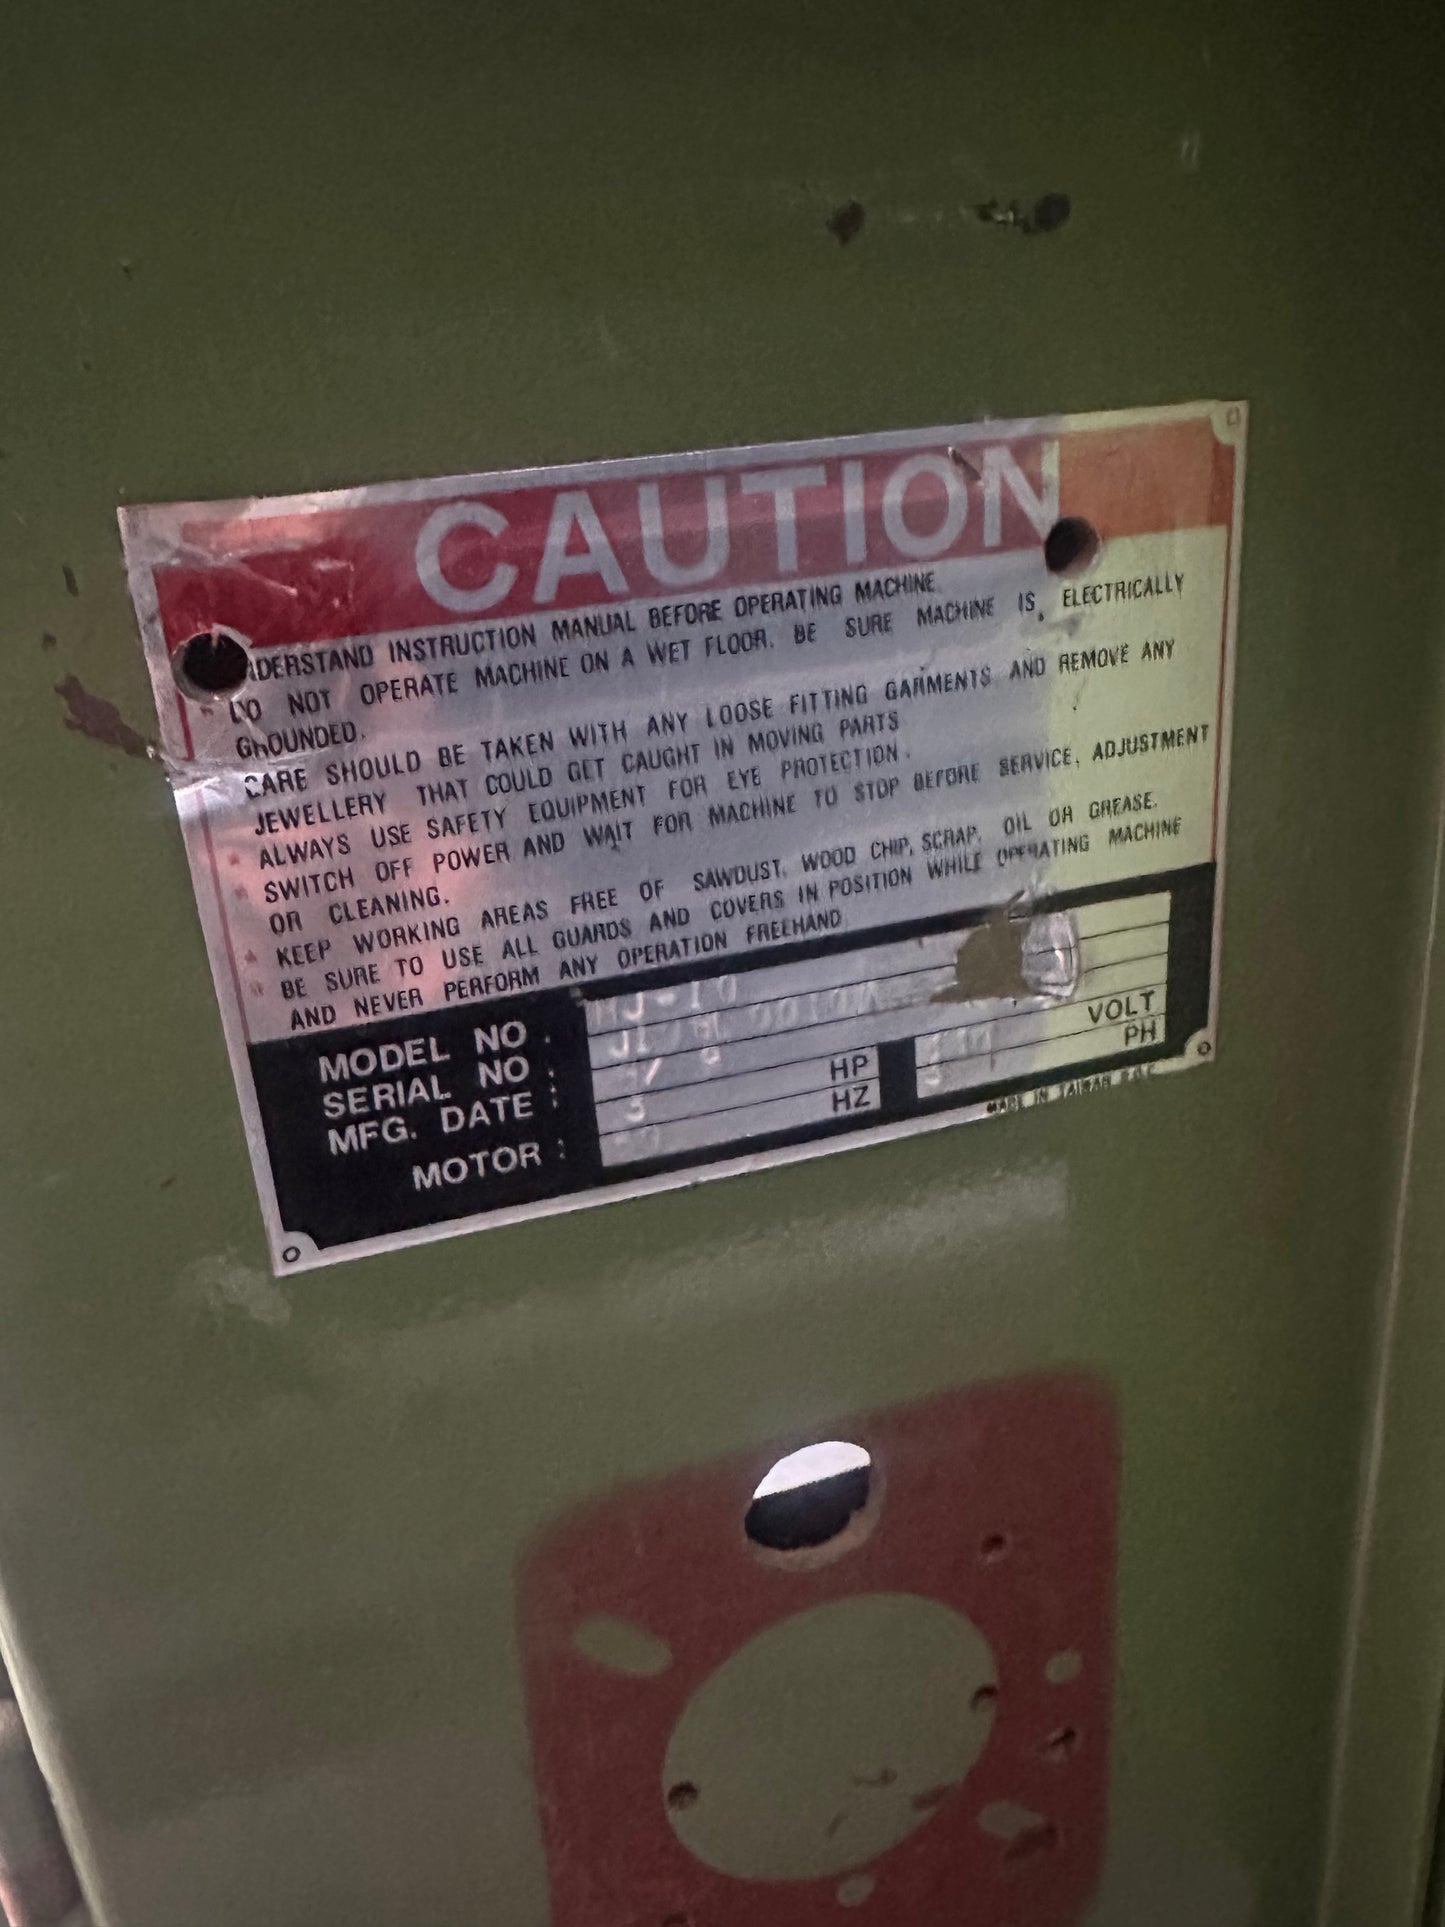 CAUTION
UNDERSTAND INSTRUCTION MANUAL BEFORE OPERATING MACHINE.
DO NOT OPERATE MACHINE ON A WET FLOOR. BE SURE MACHINE IS ELECTRICALLY
GROUNDED.
CARE SHOULD BE TAKEN WITH ANY LOOSE FITTING GARMENTS AND REMOVE ANY
JEWELLERY THAT COULD GET CAUGHT IN MOVING PARTS
ALWAYS USE SAFETY EQUIPMENT FOR EYE PROTECTION.
SWITCH OFF POWER AND WAIT FOR MACHINE TO STOP BEFORE SERVICE, ADJUSTMENT
OR CLEANING.
KEEP WORKING AREAS FREE OF SAWDUST, WOOD CHIP, SCRAP, OIL OR GREASE.
BE SURE TO USE ALL GUARDS AND COVERS IN POSITION WHILE OPERATING MACHINE
AND NEVER PERFORM ANY OPERATION FREEHAND
MODEL NO.
SERIAL NO.
MFG. DATE:
MOTOR: 3 HP VOLT
HZ PH
MADE IN TAIWAN R.O.C.